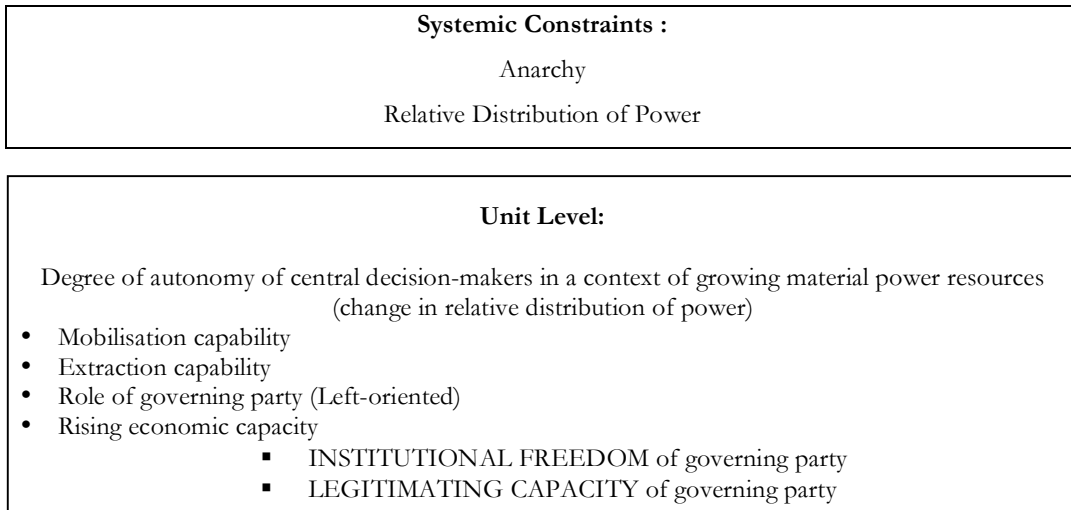 Systemic Constraints :
Anarchy
Relative Distribution of Power
Unit Level:
Degree of autonomy of central decision-makers in a context of growing material power resources
(change in relative distribution of power)
• Mobilisation capability
• Extraction capability
• Role of governing party (Left-oriented)
• Rising economic capacity
▪ INSTITUTIONAL FREEDOM of governing party
▪ LEGITIMATING CAPACITY of governing party